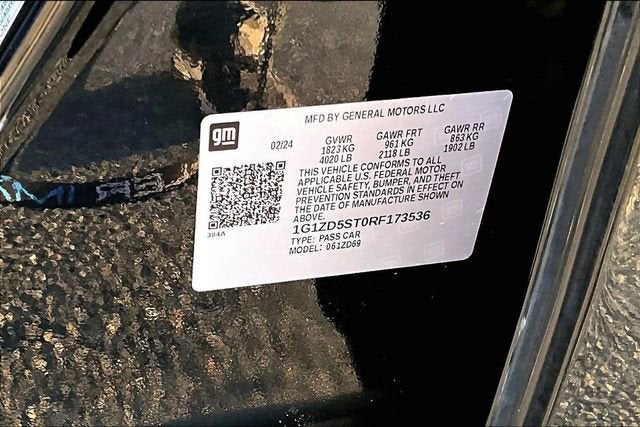 gm
MFD BY GENERAL MOTORS LLC
02/24
GVWR GAWR FRT GAWR RR
1823 KG 961 KG 863 KG
4020 LB 2118 LB 1902 LB
THIS VEHICLE CONFORMS TO ALL
APPLICABLE U.S. FEDERAL MOTOR
VEHICLE SAFETY, BUMPER, AND THEFT
PREVENTION STANDARDS IN EFFECT ON
THE DATE OF MANUFACTURE SHOWN
ABOVE.
384A
1G1ZD5ST0RF173536
TYPE: PASS CAR
MODEL: 061ZD69